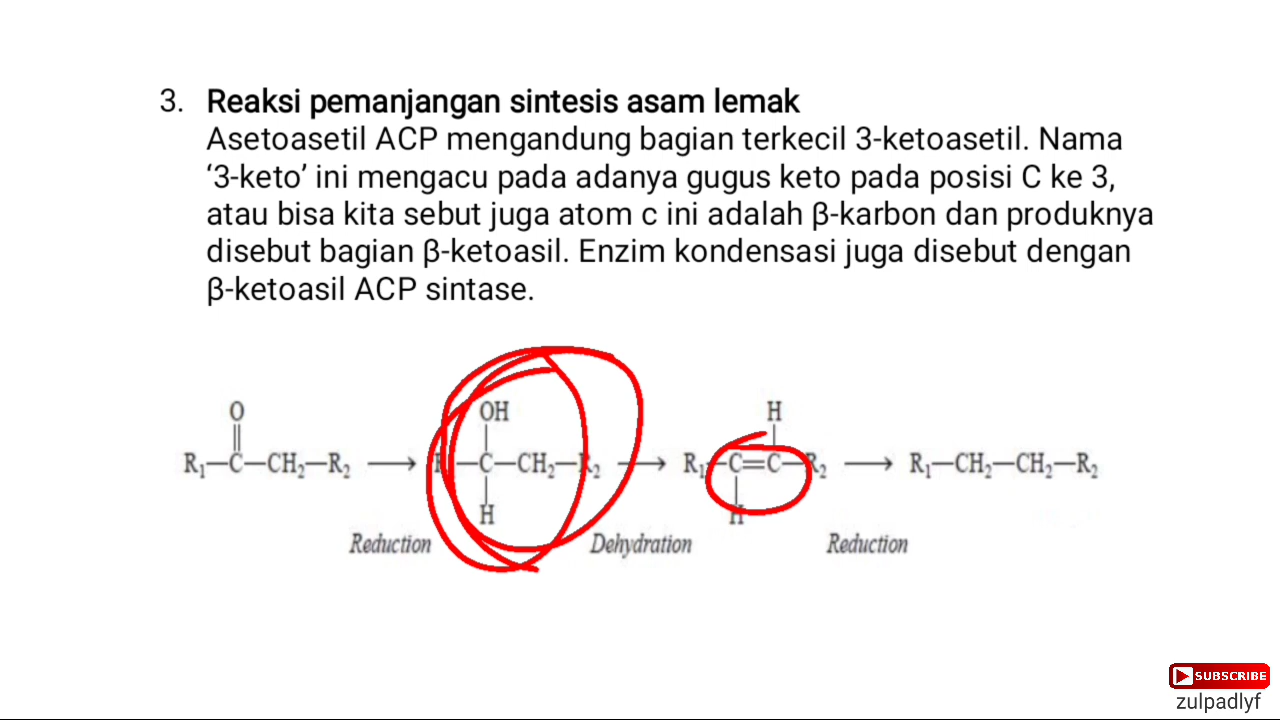 3. Reaksi pemanjangan sintesis asam lemak
Asetoasetil ACP mengandung bagian terkecil 3-ketoasetil. Nama
‘3-keto’ ini mengacu pada adanya gugus keto pada posisi C ke 3,
atau bisa kita sebut juga atom c ini adalah β-karbon dan produknya
disebut bagian β-ketoasil. Enzim kondensasi juga disebut dengan
β-ketoasil ACP sintase.
O OH H
R₁—C—CH₂—R₂ → —C—CH₂—R₂ → R₁—C=C—R₂ → R₁—CH₂—CH₂—R₂
H H
Reduction Dehydration Reduction
SUBSCRIBE
zulpadlyf